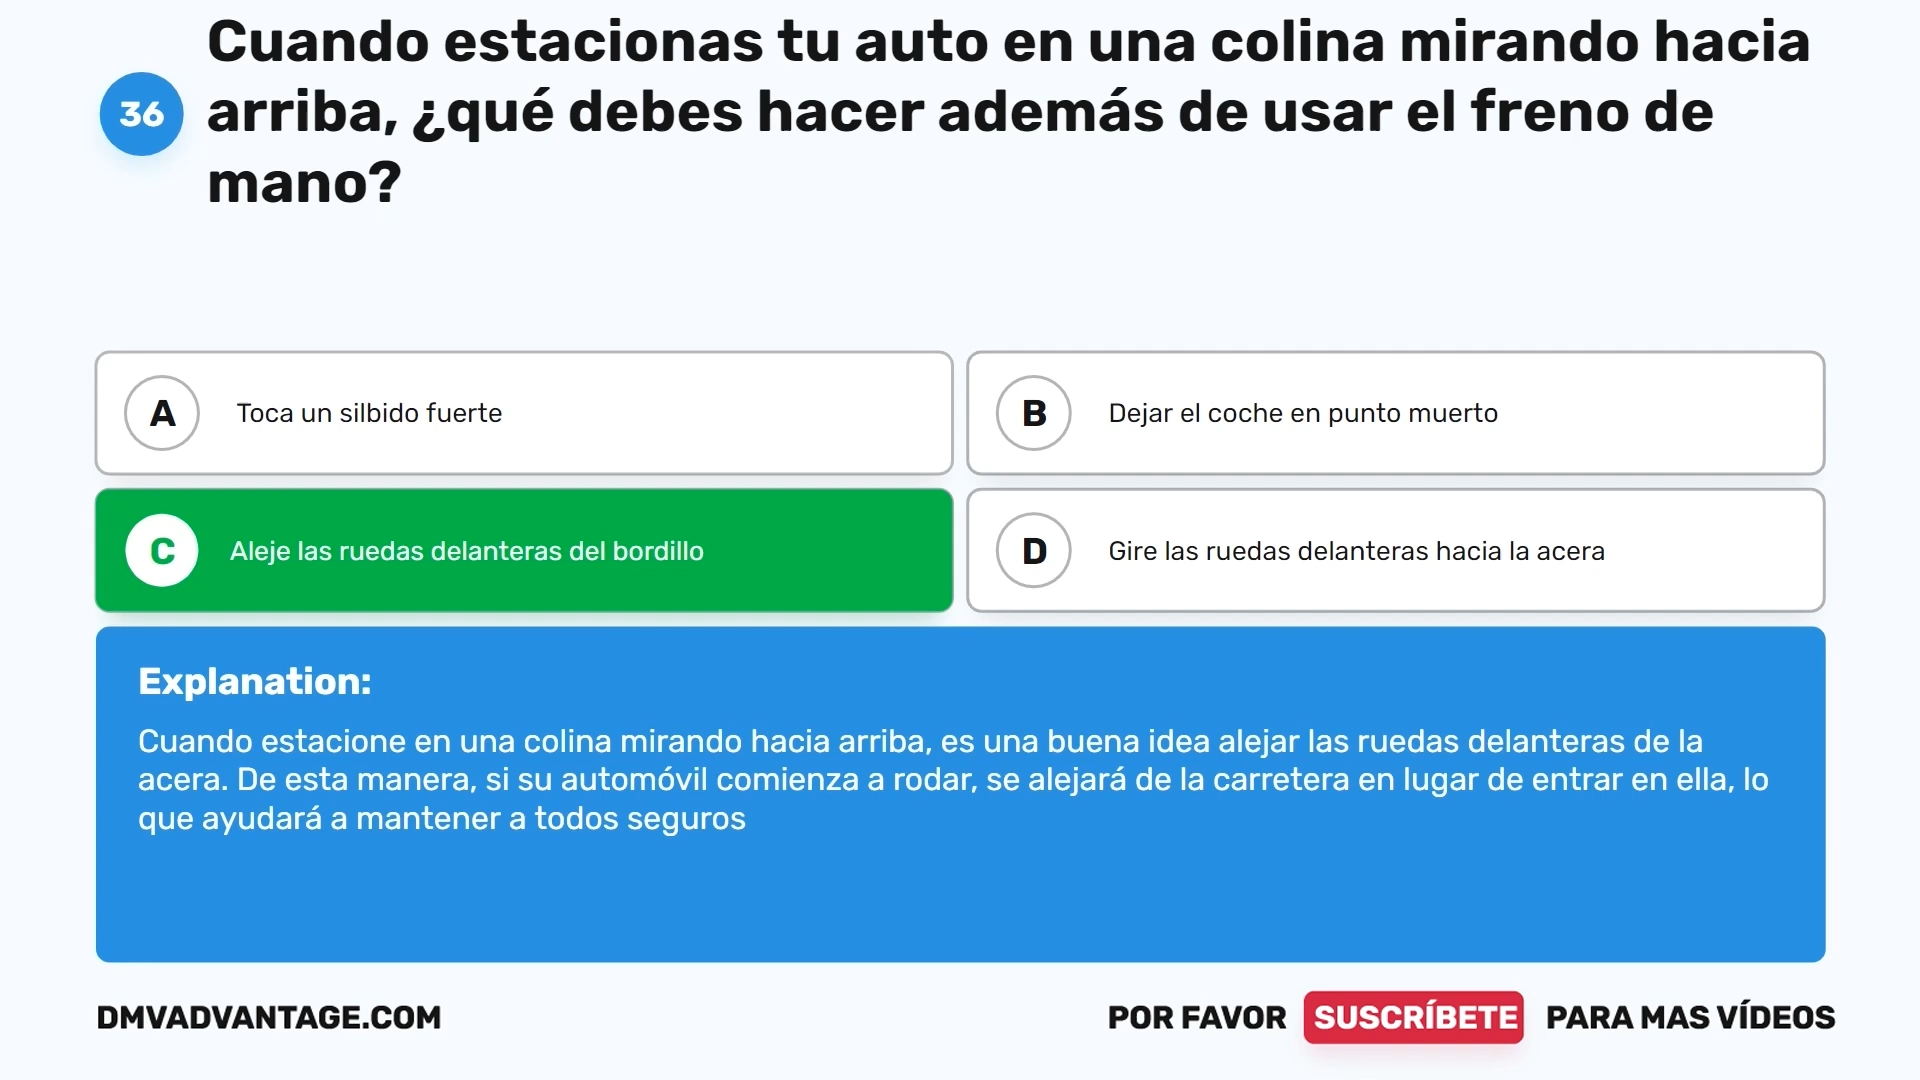 Cuando estacionas tu auto en una colina mirando hacia
36
arriba, ¿qué debes hacer además de usar el freno de
mano?
A Toca un silbido fuerte
B Dejar el coche en punto muerto
C Aleje las ruedas delanteras del bordillo
D Gire las ruedas delanteras hacia la acera
Explanation:
Cuando estacione en una colina mirando hacia arriba, es una buena idea alejar las ruedas delanteras de la
acera. De esta manera, si su automóvil comienza a rodar, se alejará de la carretera en lugar de entrar en ella, lo
que ayudará a mantener a todos seguros
DMVADVANTAGE.COM
POR FAVOR SUSCRÍBETE PARA MAS VÍDEOS